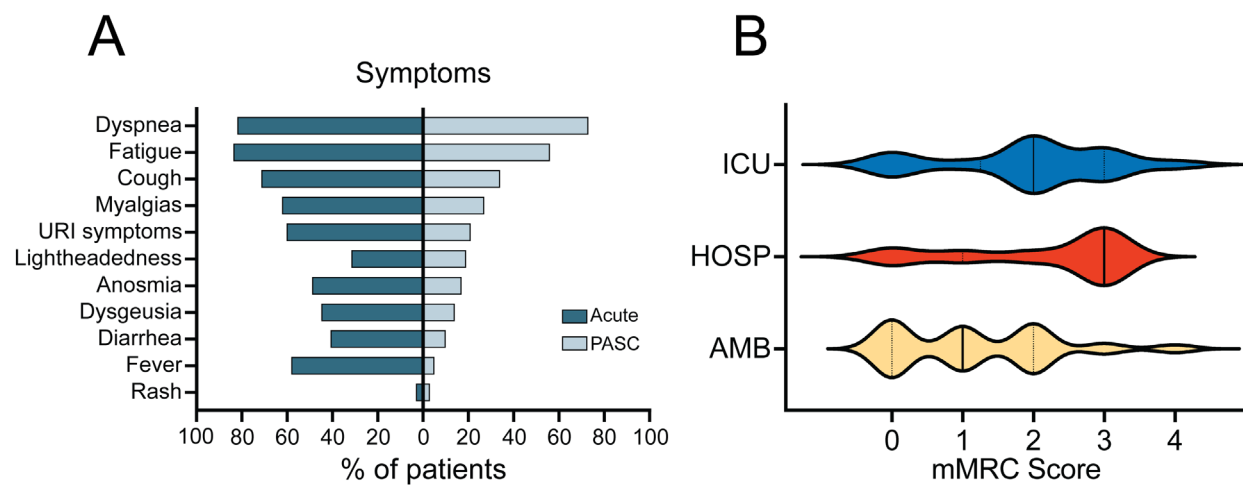 A
Symptoms
Dyspnea
Fatigue
Cough
Myalgias
URI symptoms
Lightheadedness
Anosmia
Dysgeusia
Diarrhea
Fever
Rash
Acute
PASC
100 80 60 40 20 0 20 40 60 80 100
% of patients
B
ICU
HOSP
AMB
0 1 2 3 4
mMRC Score